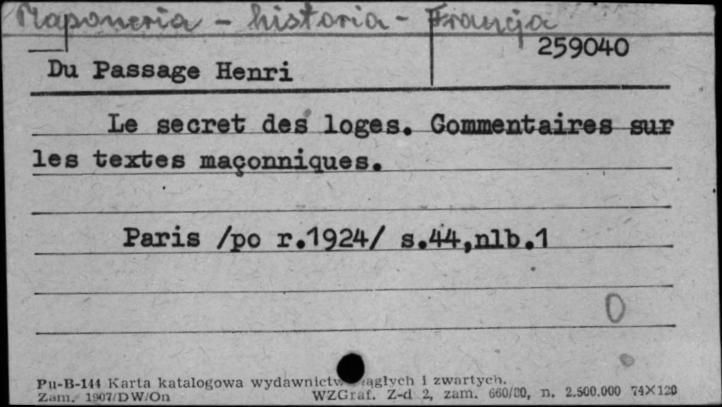 Masoneria - historia - Francja
259040
Du Passage Henri
Le secret des loges. Commentaires sur
les textes maçonniques.
Paris /po r.1924/ s.44,nlb.1
0
Pu-B-144 Karta katalogowa wydawnictw ciągłych i zwartych.
Zam. 1907/DW/On WZGraf. Z-d 2, zam. 660/80, n. 2.500.000 74×120